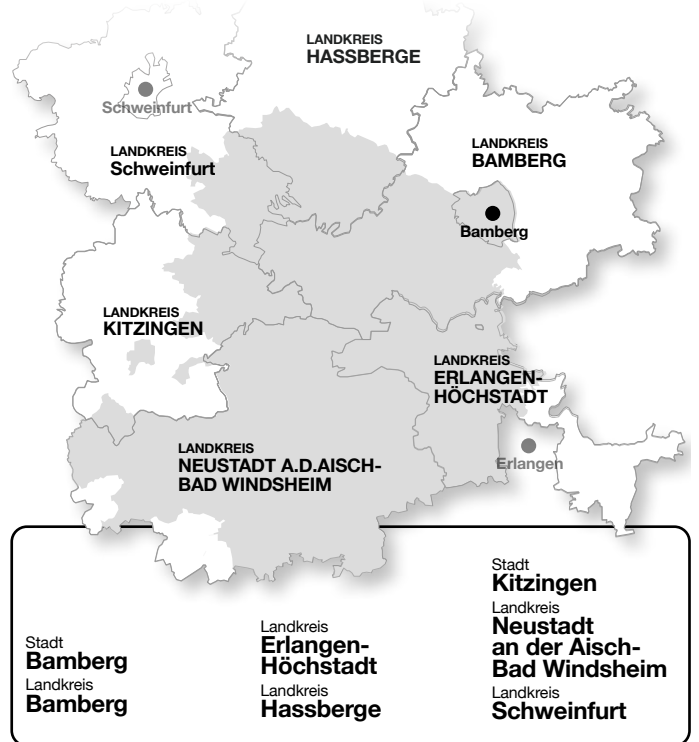 LANDKREIS
HASSBERGE
Schweinfurt
LANDKREIS
Schweinfurt
LANDKREIS
BAMBERG
Bamberg
LANDKREIS
KITZINGEN
LANDKREIS
ERLANGEN-
HÖCHSTADT
LANDKREIS
NEUSTADT A.D.AISCH-
BAD WINDSHEIM
Erlangen
Stadt
Bamberg
Landkreis
Bamberg
Landkreis
Erlangen-
Höchstadt
Landkreis
Hassberge
Stadt
Kitzingen
Landkreis
Neustadt
an der Aisch-
Bad Windsheim
Landkreis
Schweinfurt